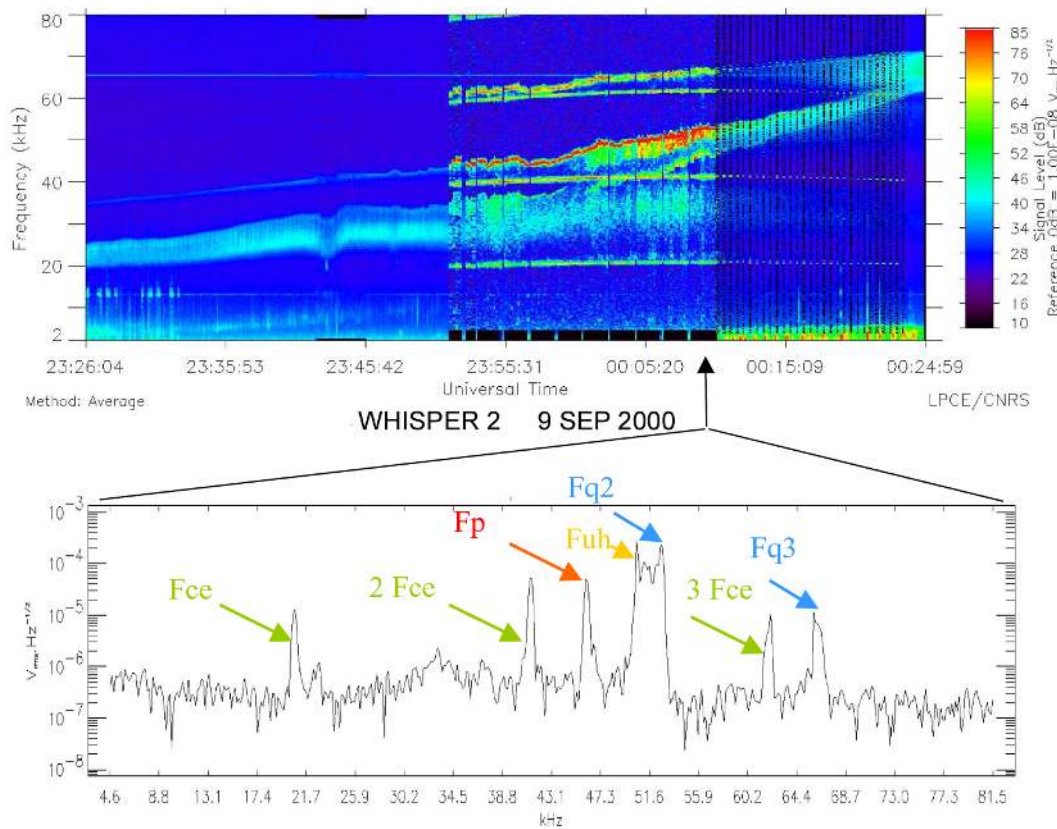 80
60
40
20
2
Frequency (kHz)
23:26:04 23:35:53 23:45:42 23:55:31 00:05:20 00:15:09 00:24:59
Universal Time
Method: Average
LPCE/CNRS
85
76
70
64
58
52
46
40
34
28
22
16
10
Signal Level (dB)
Reference 0dB = 1.00E-08 Vrms.Hz-1/2
WHISPER 2 9 SEP 2000
10-3
10-4
10-5
10-6
10-7
10-8
Vrms.Hz-1/2
Fce
2 Fce
Fp
Fuh
Fq2
3 Fce
Fq3
4.6 8.8 13.1 17.4 21.7 25.9 30.2 34.5 38.8 43.1 47.3 51.6 55.9 60.2 64.4 68.7 73.0 77.3 81.5
kHz